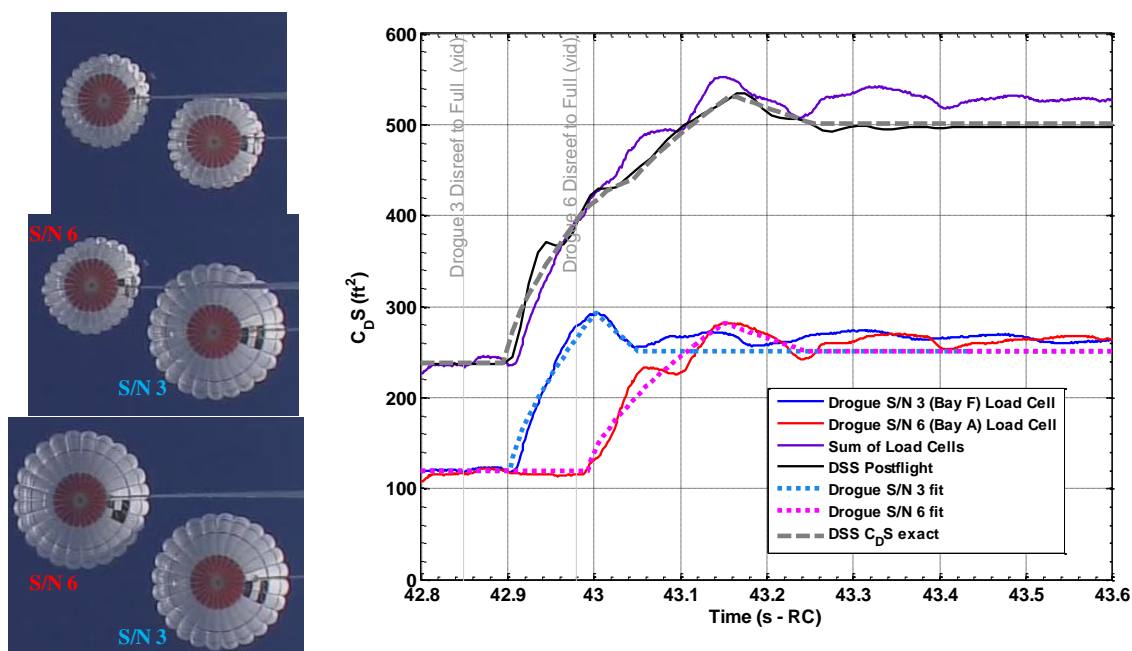 S/N 6
S/N 3
S/N 6
S/N 3
600
500
400
300
200
100
0
C_DS (ft²)
Drogue 3 Disreef to Full (vid)
Drogue 6 Disreef to Full (vid)
Drogue S/N 3 (Bay F) Load Cell
Drogue S/N 6 (Bay A) Load Cell
Sum of Load Cells
DSS Postflight
Drogue S/N 3 fit
Drogue S/N 6 fit
DSS C_DS exact
42.8 42.9 43 43.1 43.2 43.3 43.4 43.5 43.6
Time (s - RC)